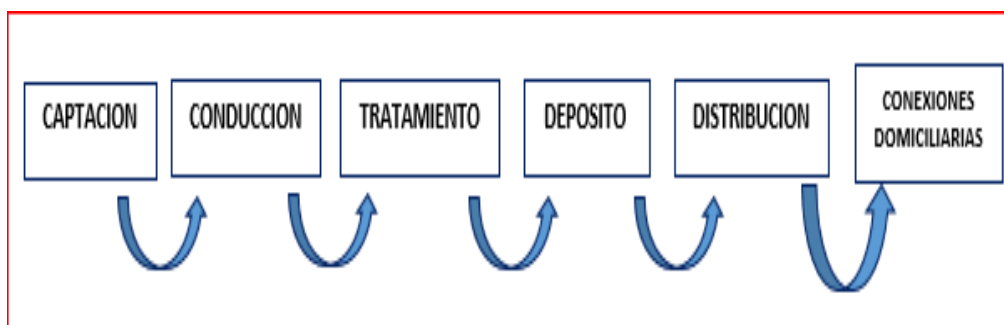 CAPTACION
CONDUCCION
TRATAMIENTO
DEPOSITO
DISTRIBUCION
CONEXIONES
DOMICILIARIAS